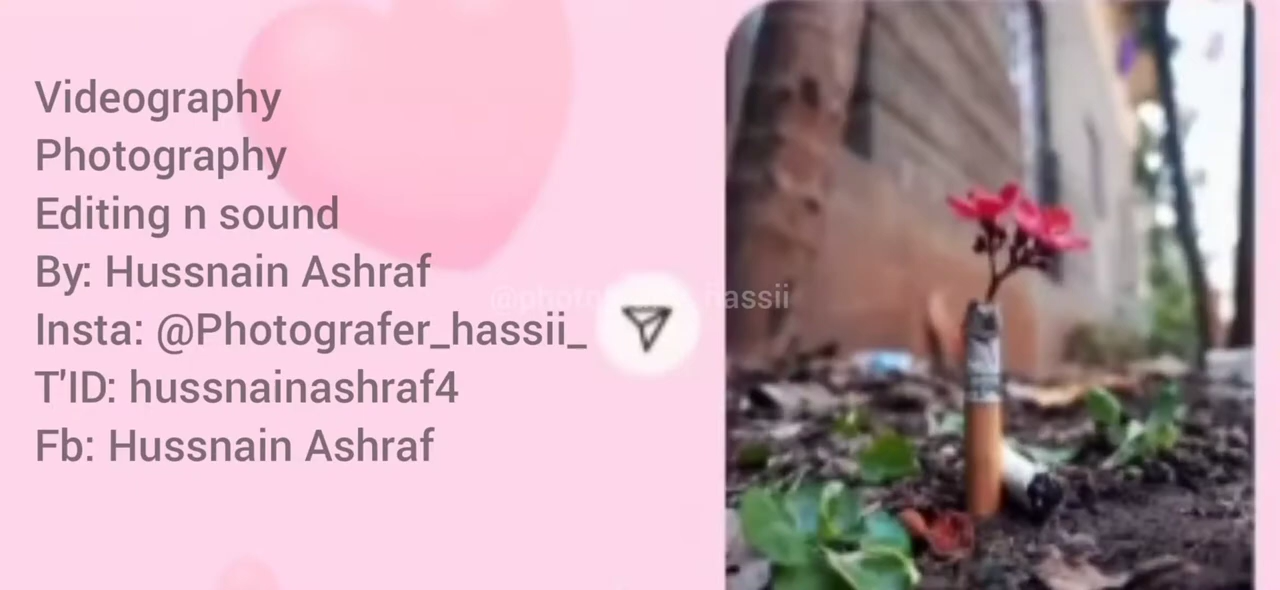 Videography
Photography
Editing n sound
By: Hussnain Ashraf
Insta: @Photografer_hassii_
T'ID: hussnainashraf4
Fb: Hussnain Ashraf